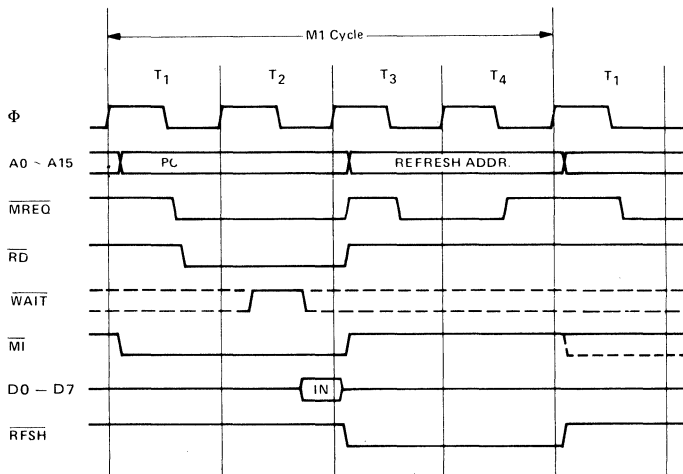 M1 Cycle
T1 T2 T3 T4 T1
Φ
A0 ~ A15 PC REFRESH ADDR.
MREQ
RD
WAIT
MI
D0 — D7 IN
RFSH